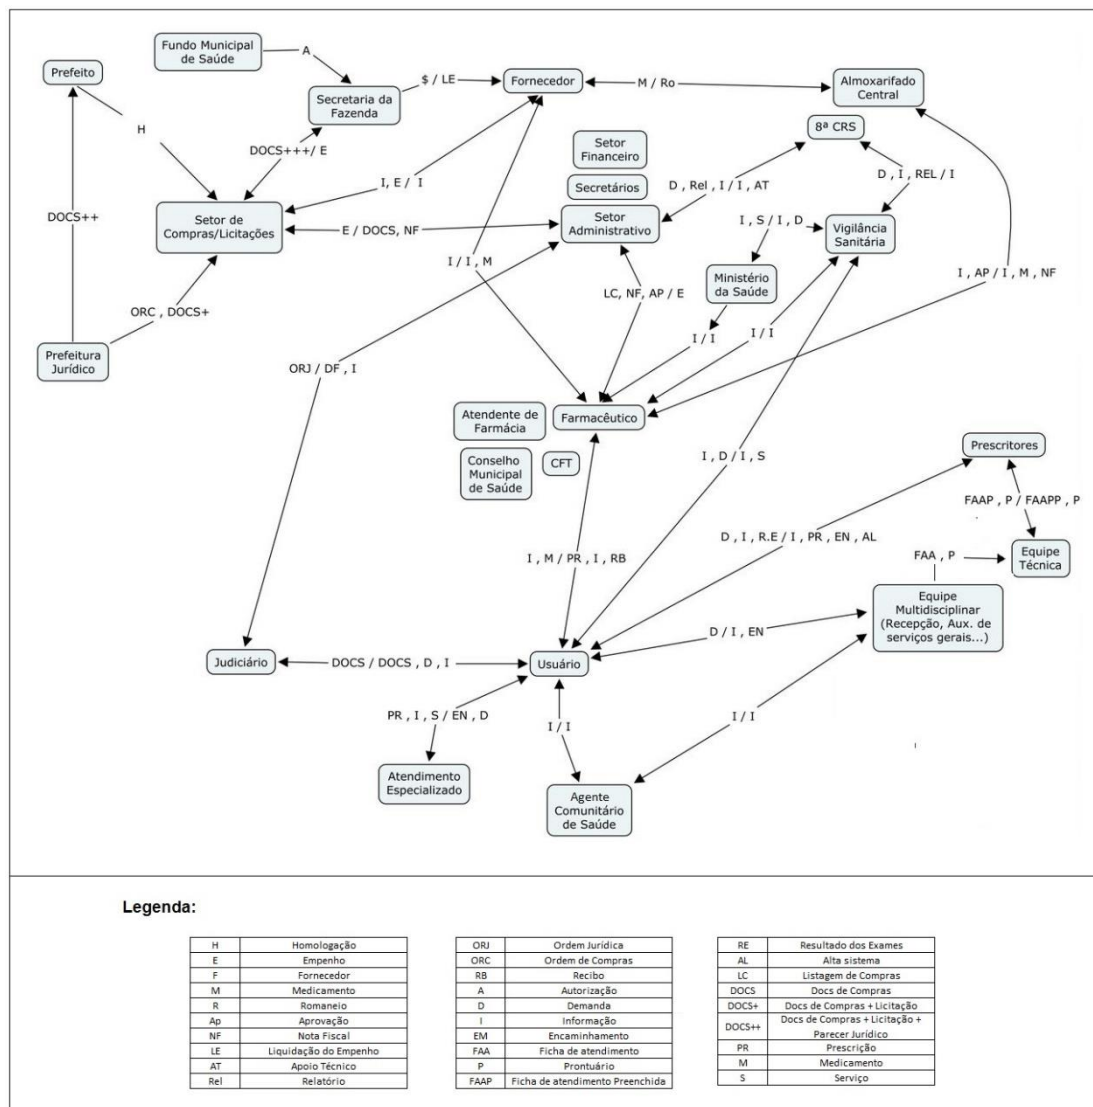 Fundo Municipal
de Saúde
A
Prefeito
Secretaria da
Fazenda
$ / LE
Fornecedor
M / Ro
Almoxarifado
Central
H
8ª CRS
DOCS+++/ E
Setor
Financeiro
I, E / I
D , Rel , I / I , AT
D , I , REL / I
Secretários
DOCS++
Setor de
Compras/Licitações
E / DOCS, NF
Setor
Administrativo
I , S / I , D
Vigilância
Sanitária
I / I , M
LC, NF, AP / E
Ministério
da Saúde
I , AP / I , M , NF
ORC , DOCS+
I / I
I / I
Prefeitura
Jurídico
ORJ / DF , I
Atendente de
Farmácia
Farmacêutico
Conselho
Municipal
de Saúde
CFT
I , D / I , S
Prescritores
FAAP , P / FAAPP , P
D , I , R.E / I , PR , EN , AL
I , M / PR , I , RB
FAA , P
Equipe
Técnica
Equipe
Multidisciplinar
(Recepção, Aux. de
serviços gerais...)
D / I , EN
Judiciário
DOCS / DOCS , D , I
Usuário
PR , I , S / EN , D
I / I
I / I
Atendimento
Especializado
Agente
Comunitário
de Saúde
Legenda:
H Homologação
E Empenho
F Fornecedor
M Medicamento
R Romaneio
Ap Aprovação
NF Nota Fiscal
LE Liquidação do Empenho
AT Apoio Técnico
Rel Relatório
ORJ Ordem Jurídica
ORC Ordem de Compras
RB Recibo
A Autorização
D Demanda
I Informação
EM Encaminhamento
FAA Ficha de atendimento
P Prontuário
FAAP Ficha de atendimento Preenchida
RE Resultado dos Exames
AL Alta sistema
LC Listagem de Compras
DOCS Docs de Compras
DOCS+ Docs de Compras + Licitação
DOCS++ Docs de Compras + Licitação +
Parecer Jurídico
PR Prescrição
M Medicamento
S Serviço